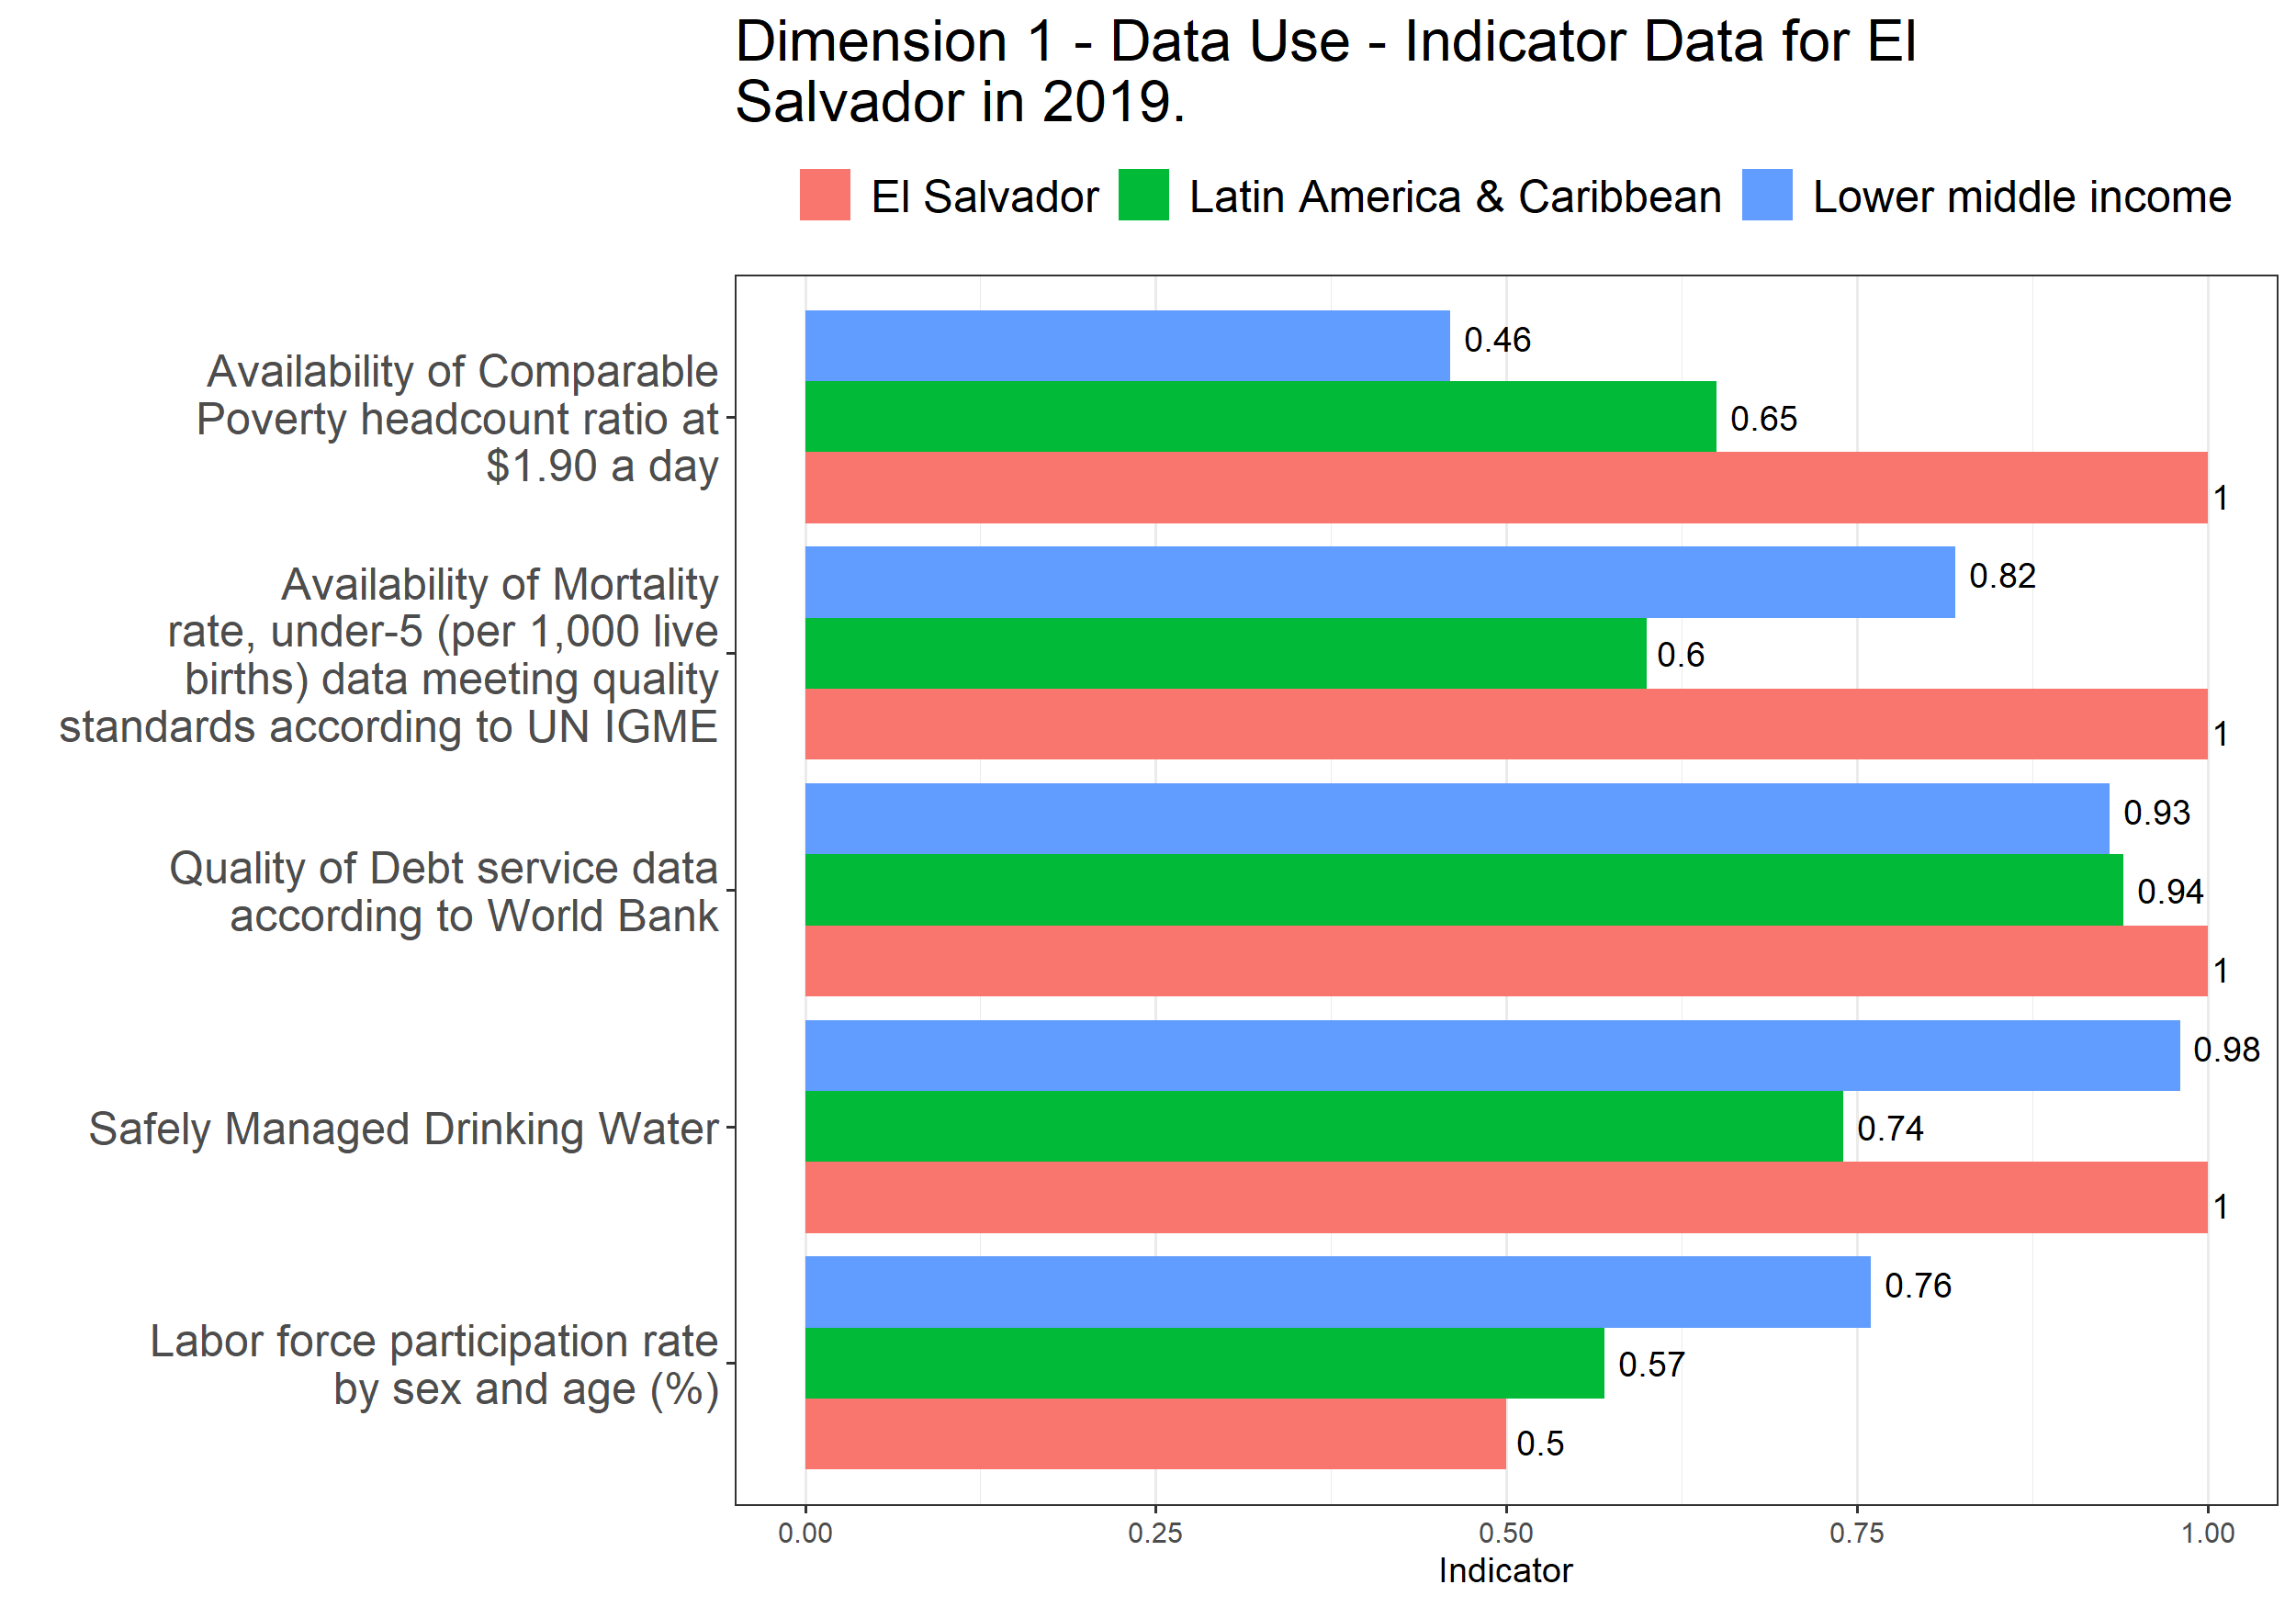 Dimension 1 - Data Use - Indicator Data for El
Salvador in 2019.
El Salvador
Latin America & Caribbean
Lower middle income
Availability of Comparable
Poverty headcount ratio at
$1.90 a day
0.46
0.65
1
Availability of Mortality
rate, under-5 (per 1,000 live
births) data meeting quality
standards according to UN IGME
0.82
0.6
1
Quality of Debt service data
according to World Bank
0.93
0.94
1
Safely Managed Drinking Water
0.98
0.74
1
Labor force participation rate
by sex and age (%)
0.76
0.57
0.5
0.00
0.25
0.50
0.75
1.00
Indicator